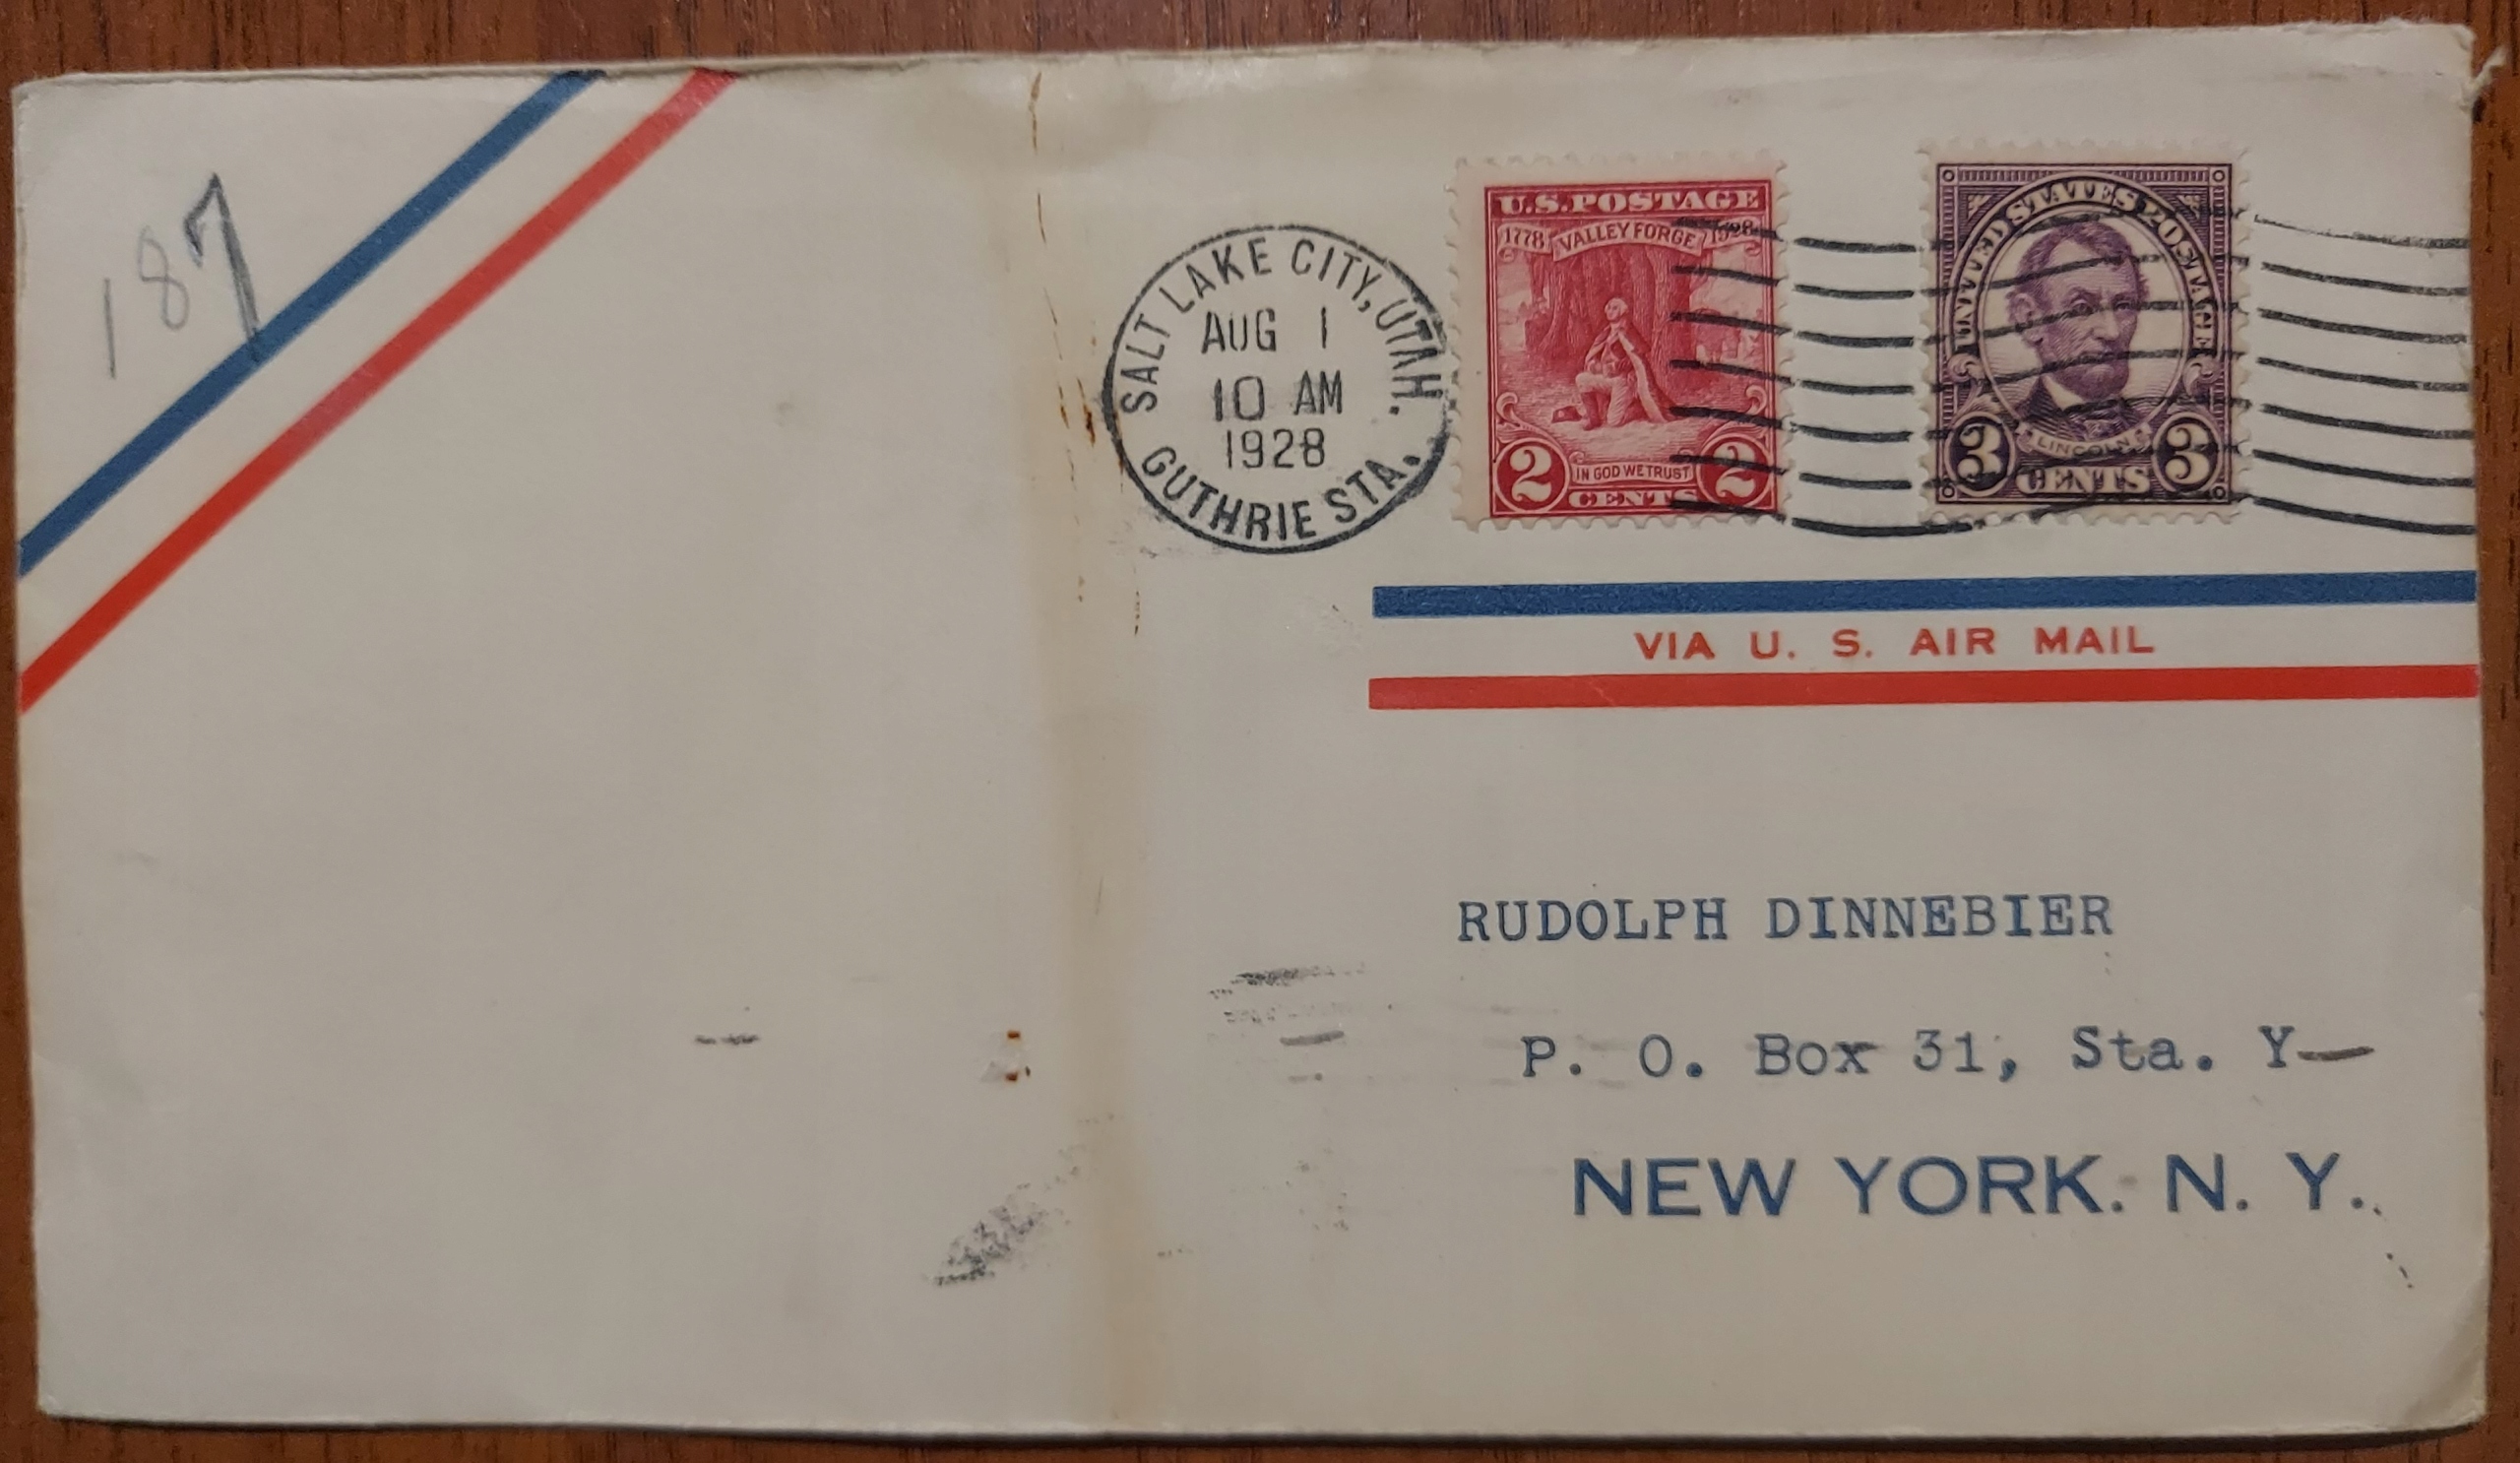 187
SALT LAKE CITY, UTAH.
AUG 1
10 AM
1928
GUTHRIE STA.
U.S. POSTAGE
1778 VALLEY FORGE 1928
2 IN GOD WE TRUST 2
CENTS
UNITED STATES POSTAGE
LINCOLN
3 CENTS 3
VIA U. S. AIR MAIL
RUDOLPH DINNEBIER
P. O. Box 31, Sta. Y—
NEW YORK. N. Y.